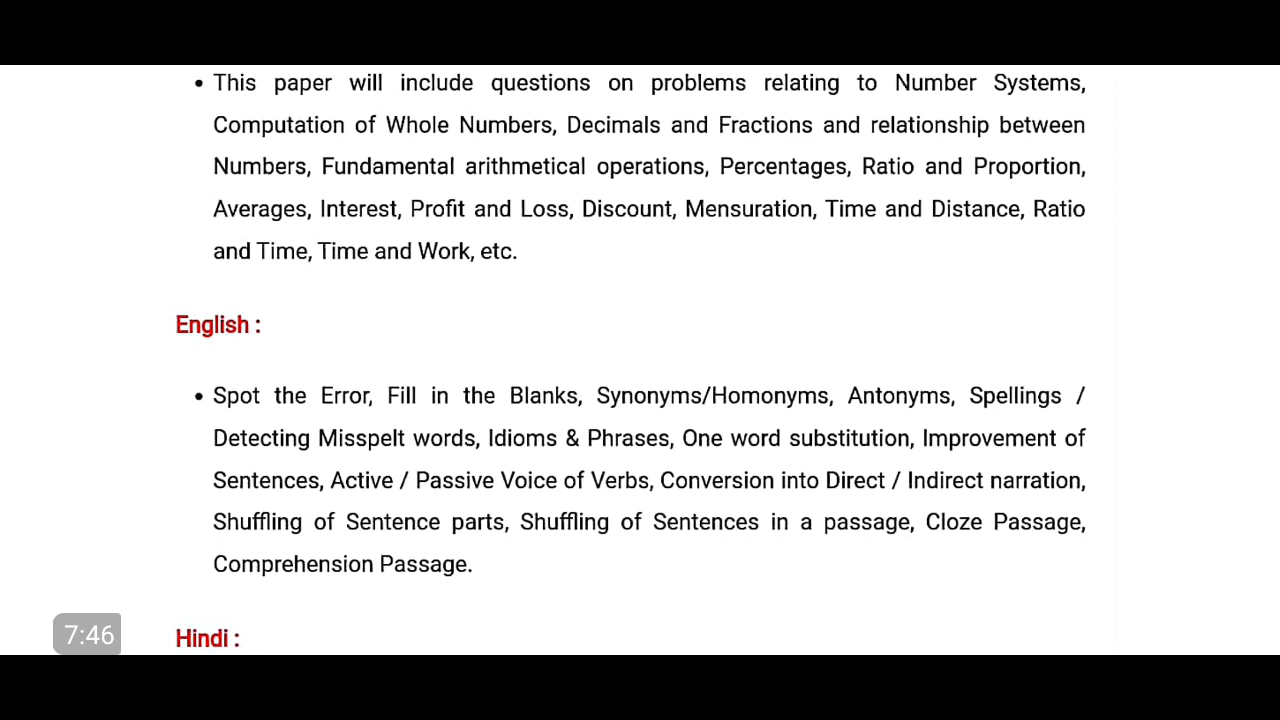 • This paper will include questions on problems relating to Number Systems,
Computation of Whole Numbers, Decimals and Fractions and relationship between
Numbers, Fundamental arithmetical operations, Percentages, Ratio and Proportion,
Averages, Interest, Profit and Loss, Discount, Mensuration, Time and Distance, Ratio
and Time, Time and Work, etc.
English :
• Spot the Error, Fill in the Blanks, Synonyms/Homonyms, Antonyms, Spellings /
Detecting Misspelt words, Idioms & Phrases, One word substitution, Improvement of
Sentences, Active / Passive Voice of Verbs, Conversion into Direct / Indirect narration,
Shuffling of Sentence parts, Shuffling of Sentences in a passage, Cloze Passage,
Comprehension Passage.
7:46
Hindi :